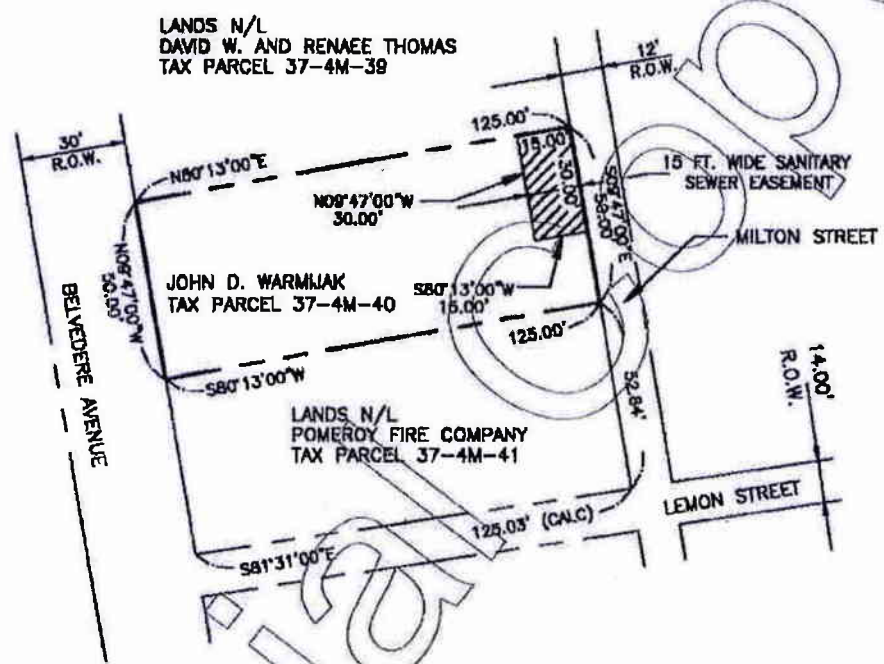 LANDS N/L
DAVID W. AND RENAEE THOMAS
TAX PARCEL 37-4M-39
12'
R.O.W.
30'
R.O.W.
125.00'
15.00'
N80°13'00"E
30.00'
S09°47'00"E
N09°47'00"W
30.00'
15 FT. WIDE SANITARY
SEWER EASEMENT
MILTON STREET
N09°47'00"W
50.00'
JOHN D. WARMIJAK
TAX PARCEL 37-4M-40
S80°13'00"W
15.00'
125.00'
BELVEDERE AVENUE
S80°13'00"W
52.84'
14.00'
R.O.W.
LANDS N/L
POMEROY FIRE COMPANY
TAX PARCEL 37-4M-41
LEMON STREET
125.03' (CALC)
S81°31'00"E